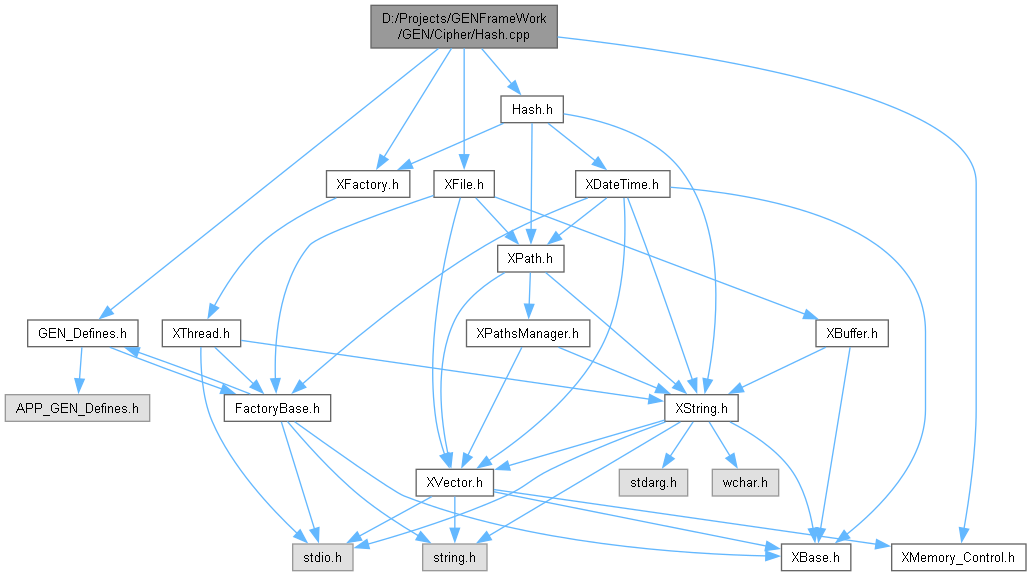 D:/Projects/GENFrameWork
/GEN/Cipher/Hash.cpp
Hash.h
XFactory.h
XFile.h
XDateTime.h
XPath.h
GEN_Defines.h
XThread.h
XPathsManager.h
XBuffer.h
APP_GEN_Defines.h
FactoryBase.h
XString.h
XVector.h
stdarg.h
wchar.h
stdio.h
string.h
XBase.h
XMemory_Control.h